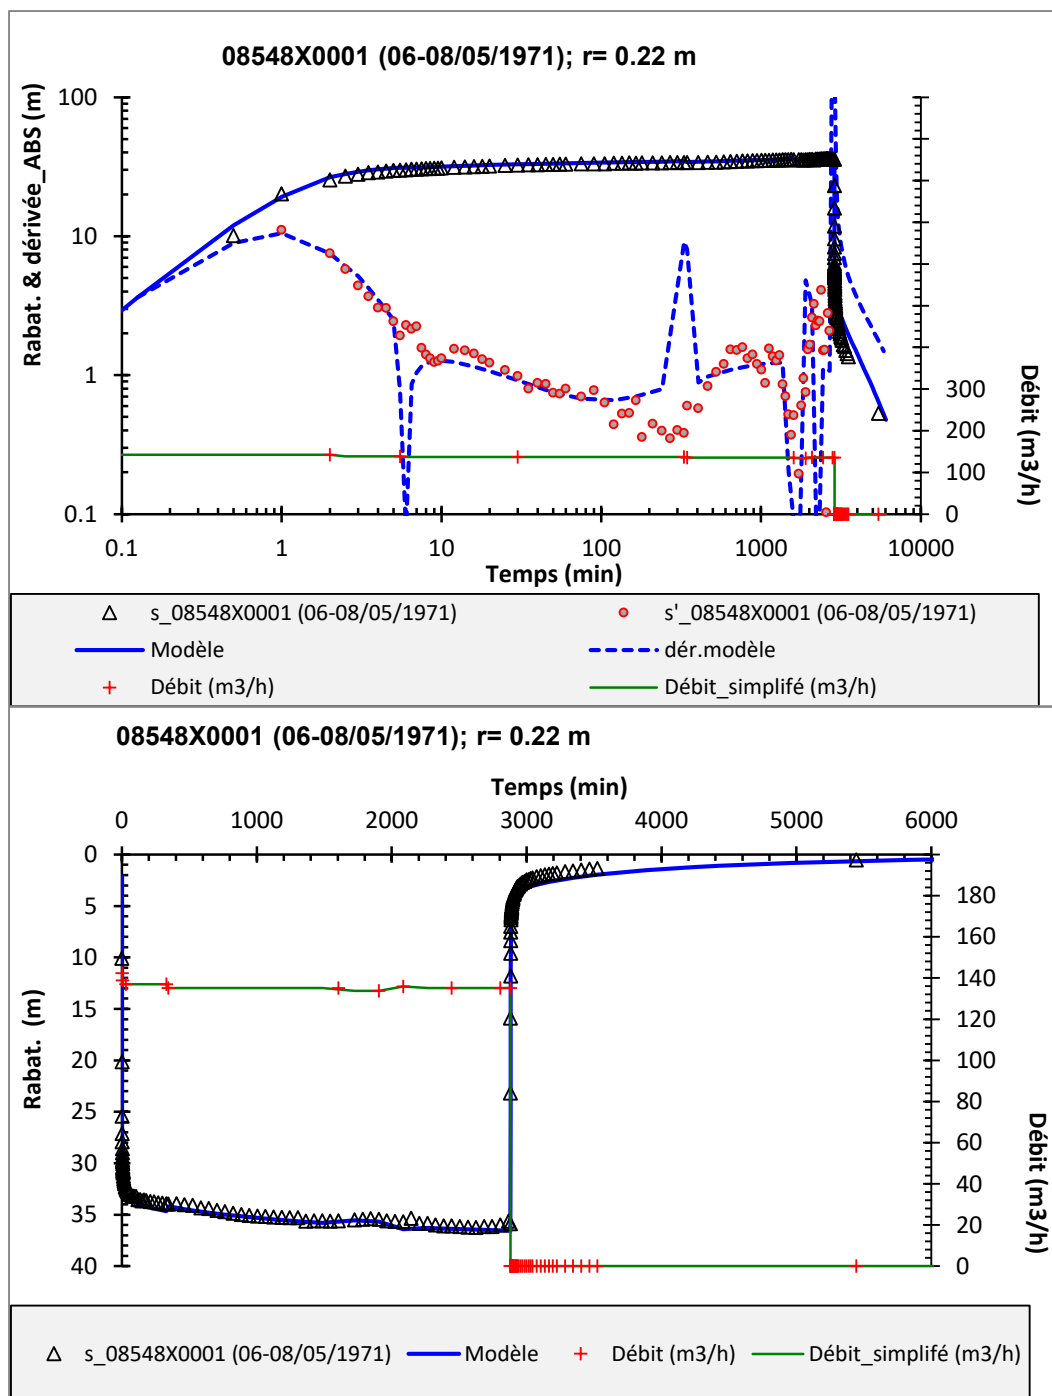 08548X0001 (06-08/05/1971); r= 0.22 m
Rabat. & dérivée_ABS (m)
100
10
1
0.1
0.1 1 10 100 1000 10000
Temps (min)
300
200
100
0
Débit (m3/h)
s_08548X0001 (06-08/05/1971) s'_08548X0001 (06-08/05/1971)
Modèle dér.modèle
Débit (m3/h) Débit_simplifé (m3/h)
08548X0001 (06-08/05/1971); r= 0.22 m
Temps (min)
0 1000 2000 3000 4000 5000 6000
Rabat. (m)
0
5
10
15
20
25
30
35
40
180
160
140
120
100
80
60
40
20
0
Débit (m3/h)
s_08548X0001 (06-08/05/1971) Modèle Débit (m3/h) Débit_simplifé (m3/h)